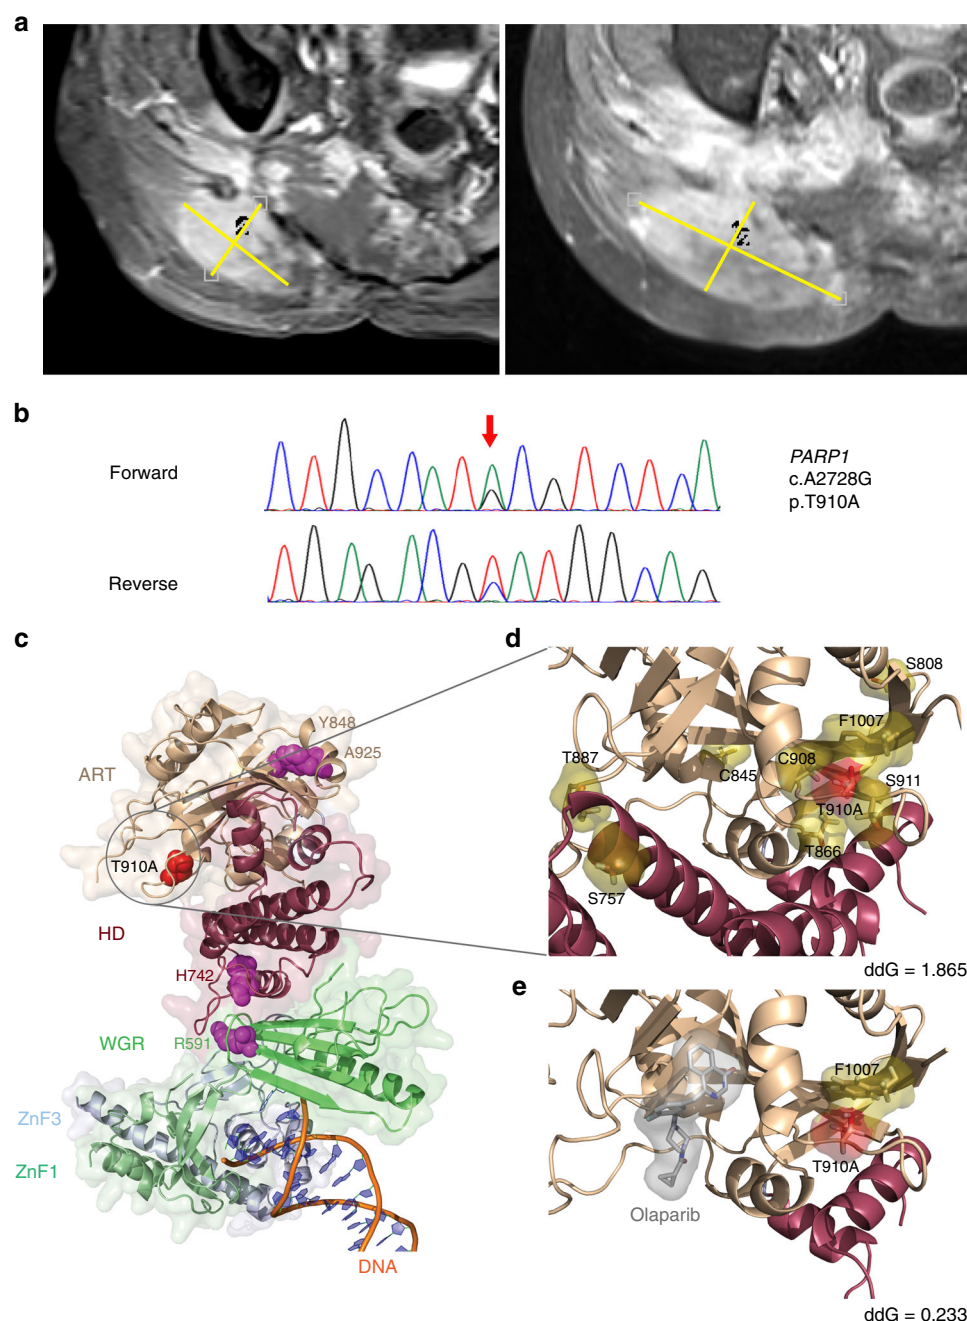 a
b
Forward
PARP1
c.A2728G
p.T910A
Reverse
c
ART
Y848
A925
T910A
HD
H742
WGR
R591
ZnF3
ZnF1
DNA
d
S808
F1007
T887
C845
C908
S911
T910A
T866
S757
ddG = 1.865
e
F1007
T910A
Olaparib
ddG = 0.233